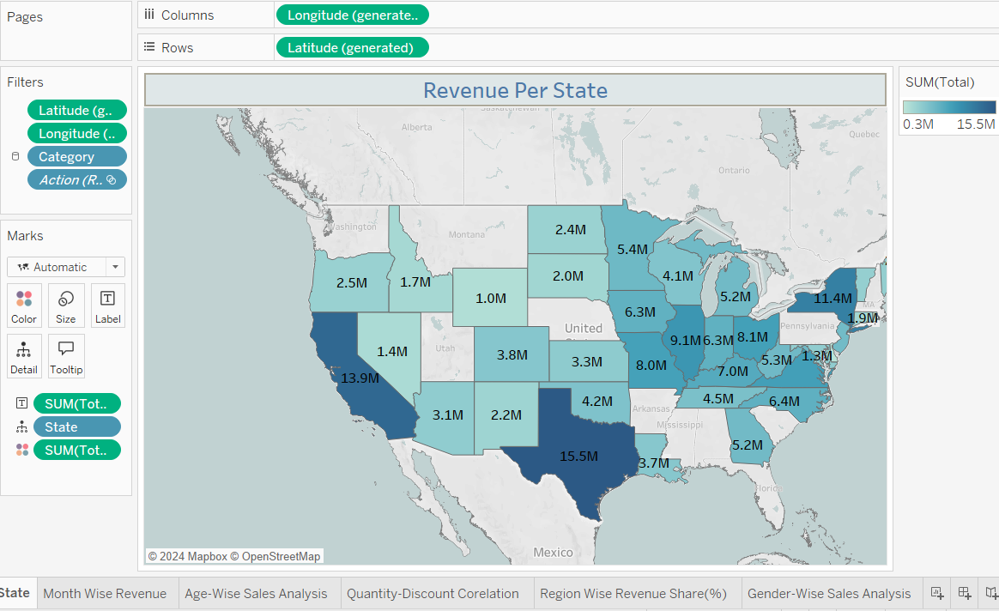 Pages
Columns
Longitude (generate..
Rows
Latitude (generated)
Filters
Latitude (g..
Longitude (..
Category
Action (R..
Marks
Automatic
Color
Size
Label
Detail
Tooltip
SUM(Tot..
State
SUM(Tot..
Revenue Per State
SUM(Total)
0.3M 15.5M
Saskatchewan
Alberta
Quebec
Ontario
Washington
Montana
2.4M
5.4M
2.5M
1.7M
2.0M
4.1M
1.0M
5.2M
11.4M
MA
1.9M
United
6.3M
Pennsylvania
Utah
1.4M
3.8M
3.3M
9.1M
6.3M
8.1M
8.0M
7.0M
5.3M
1.3M
13.9M
3.1M
2.2M
4.2M
Arkansas
4.5M
6.4M
Mississippi
15.5M
3.7M
5.2M
Florida
Mexico
© 2024 Mapbox © OpenStreetMap
State
Month Wise Revenue
Age-Wise Sales Analysis
Quantity-Discount Corelation
Region Wise Revenue Share(%)
Gender-Wise Sales Analysis